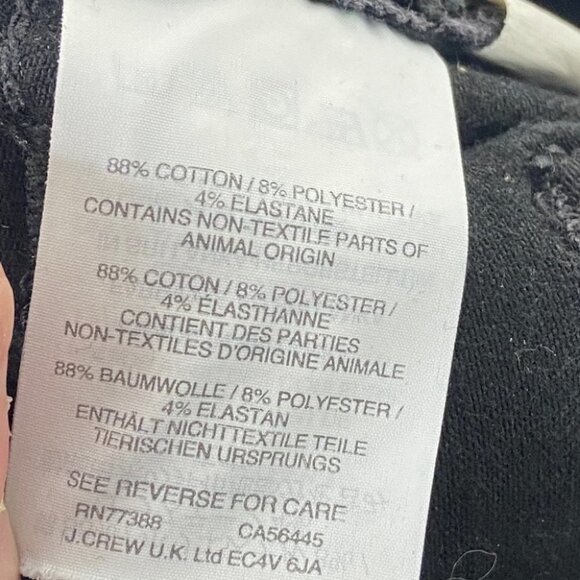 88% COTTON / 8% POLYESTER /
4% ELASTANE
CONTAINS NON-TEXTILE PARTS OF
ANIMAL ORIGIN
88% COTON / 8% POLYESTER /
4% ÉLASTHANNE
CONTIENT DES PARTIES
NON-TEXTILES D'ORIGINE ANIMALE
88% BAUMWOLLE / 8% POLYESTER /
4% ELASTAN
ENTHÄLT NICHTTEXTILE TEILE
TIERISCHEN URSPRUNGS
SEE REVERSE FOR CARE
RN77388 CA56445
J.CREW U.K. Ltd EC4V 6JA